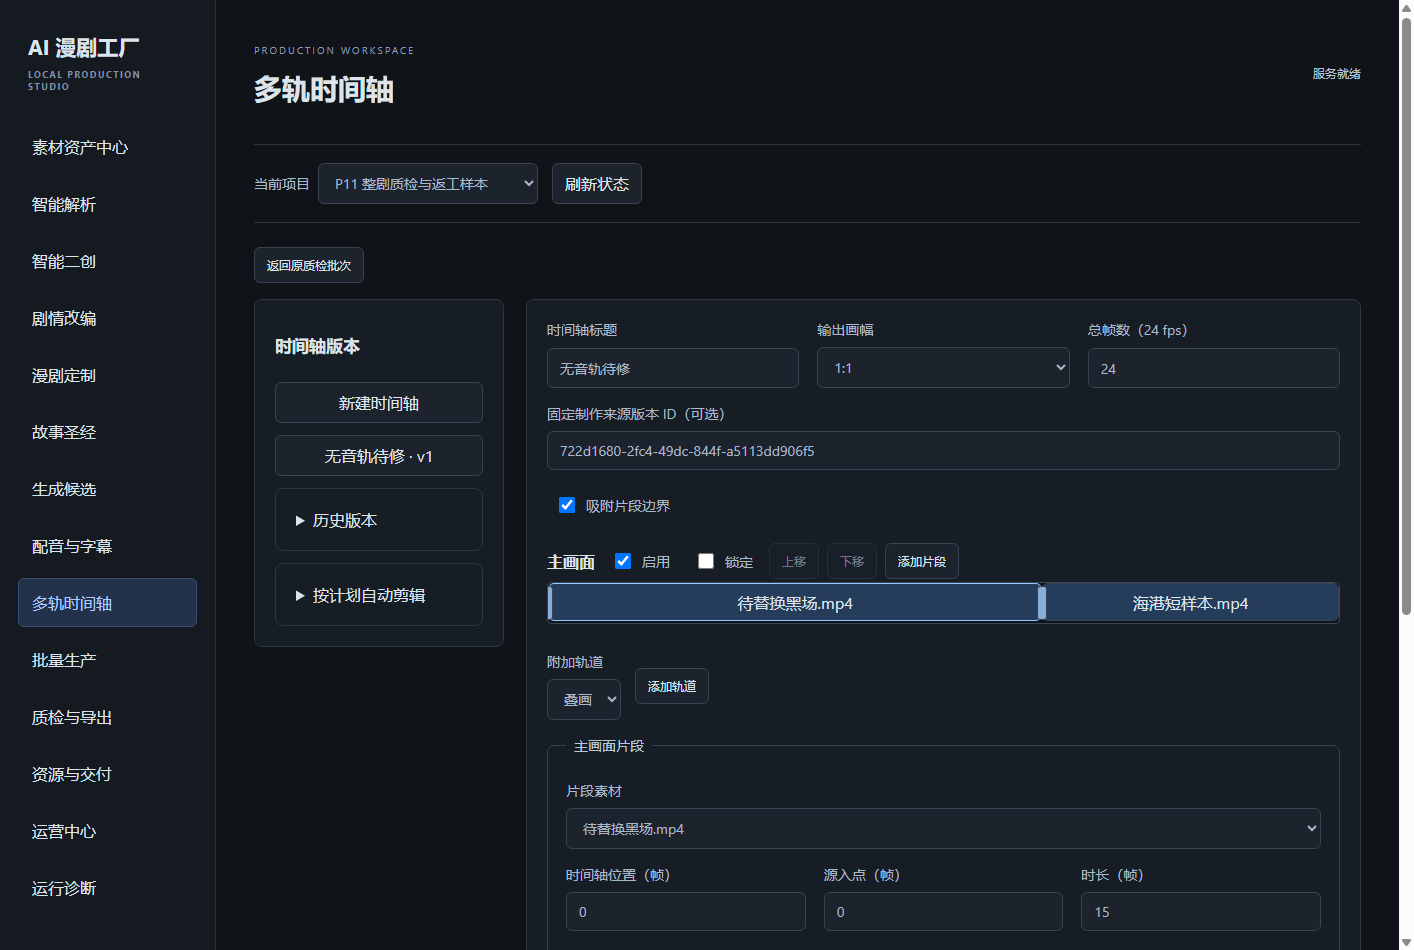 AI 漫剧工厂
LOCAL PRODUCTION
STUDIO
素材资产中心
智能解析
智能二创
剧情改编
漫剧定制
故事圣经
生成候选
配音与字幕
多轨时间轴
批量生产
质检与导出
资源与交付
运营中心
运行诊断
PRODUCTION WORKSPACE
多轨时间轴
服务就绪
当前项目 P11 整剧质检与返工样本 刷新状态
返回原质检批次
时间轴版本
新建时间轴
无音轨待修 · v1
历史版本
按计划自动剪辑
时间轴标题 输出画幅 总帧数（24 fps）
无音轨待修 1:1 24
固定制作来源版本 ID（可选）
722d1680-2fc4-49dc-844f-a5113dd906f5
吸附片段边界
主画面 启用 锁定 上移 下移 添加片段
待替换黑场.mp4 海港短样本.mp4
附加轨道
叠画 添加轨道
主画面片段
片段素材
待替换黑场.mp4
时间轴位置（帧） 源入点（帧） 时长（帧）
0 0 15